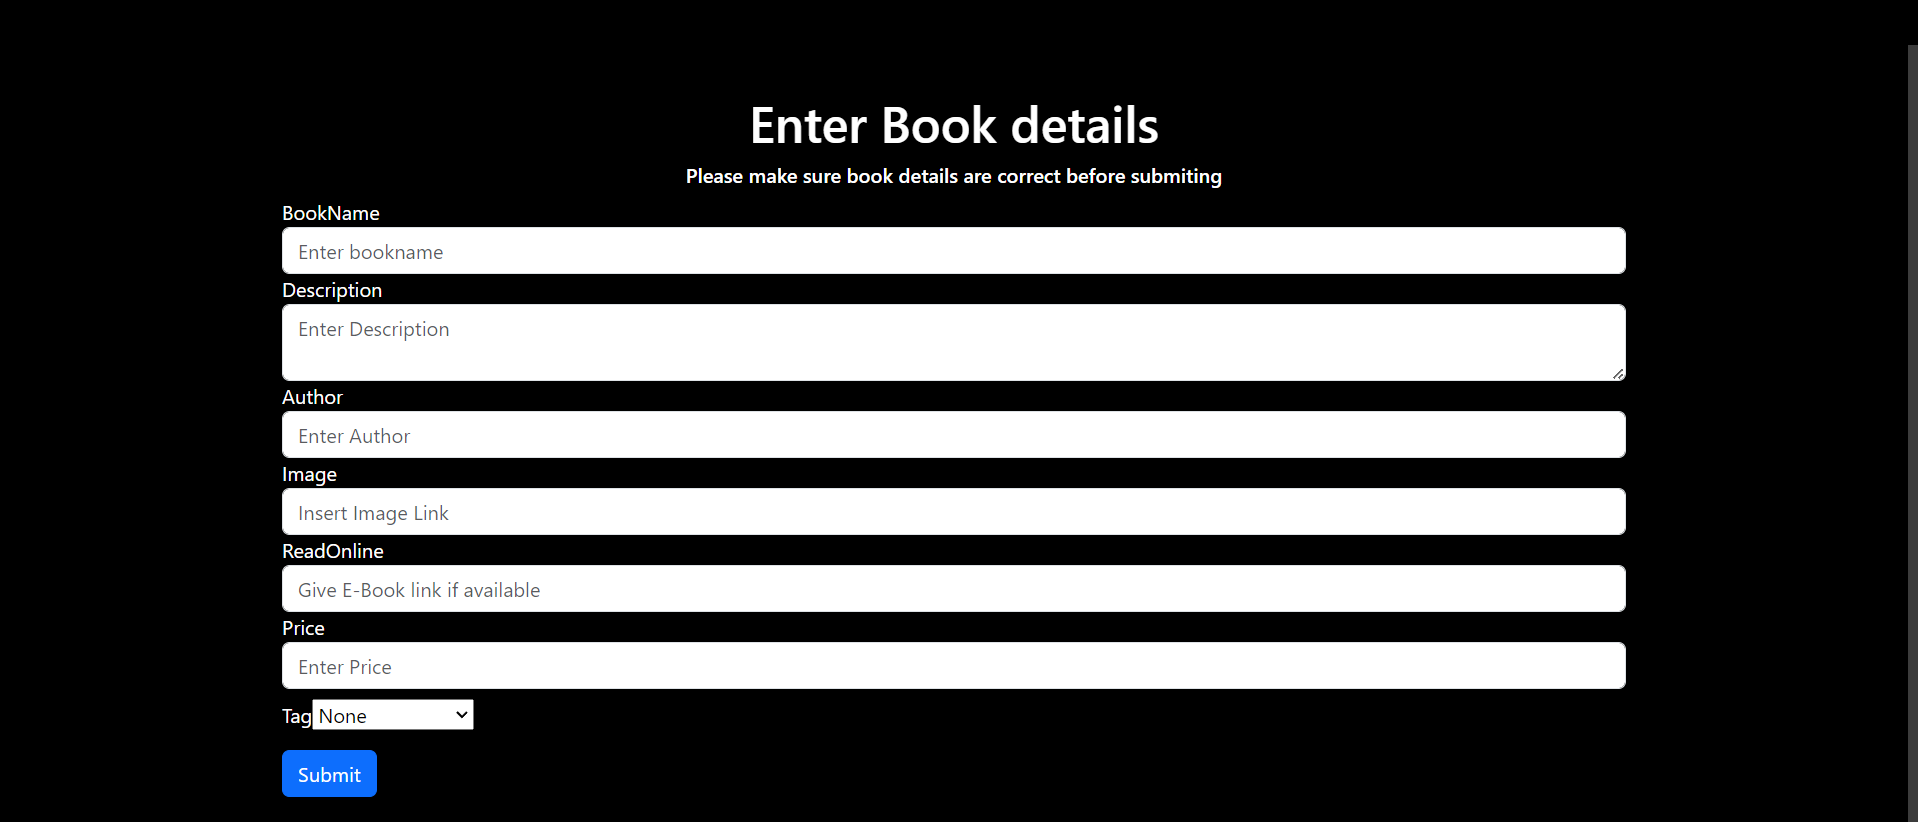 Enter Book details
Please make sure book details are correct before submiting
BookName
Enter bookname
Description
Enter Description
Author
Enter Author
Image
Insert Image Link
ReadOnline
Give E-Book link if available
Price
Enter Price
Tag None
Submit